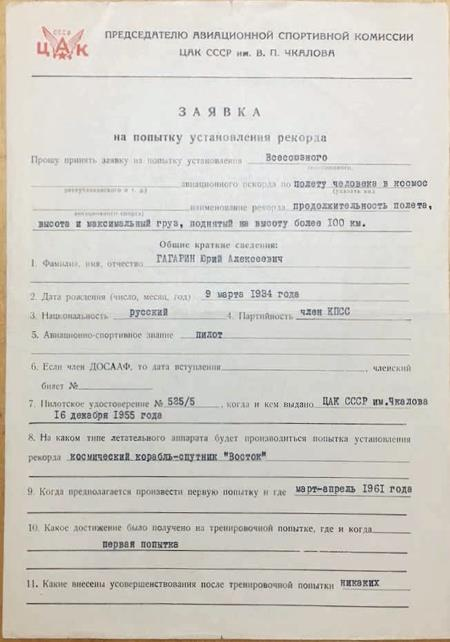 СССР
ЦАК
ПРЕДСЕДАТЕЛЮ АВИАЦИОННОЙ СПОРТИВНОЙ КОМИССИИ
ЦАК СССР им. В. П. ЧКАЛОВА
ЗАЯВКА
на попытку установления рекорда
Прошу принять заявку на попытку установления Всесоюзного
(всесоюзного,
авиационного рекорда по полету человека в космос
республиканского и т. д.) (указать вид
наименование рекорда продолжительность полета,
авиационного спорта)
высота и максимальный груз, поднятый на высоту более 100 км.
Общие краткие сведения:
1. Фамилия, имя, отчество ГАГАРИН Юрий Алексеевич
2. Дата рождения (число, месяц, год) 9 марта 1934 года
3. Национальность русский 4. Партийность член КПСС
5. Авиационно-спортивное звание пилот
6. Если член ДОСААФ, то дата вступления , членский
билет №
7. Пилотское удостоверение № 525/5 , когда и кем выдано ЦАК СССР им.Чкалова
16 декабря 1955 года
8. На каком типе летательного аппарата будет производиться попытка установления
рекорда космический корабль-спутник "Восток"
9. Когда предполагается произвести первую попытку и где март-апрель 1961 года
10. Какое достижение было получено на тренировочной попытке, где и когда
первая попытка
11. Какие внесены усовершенствования после тренировочной попытки никаких